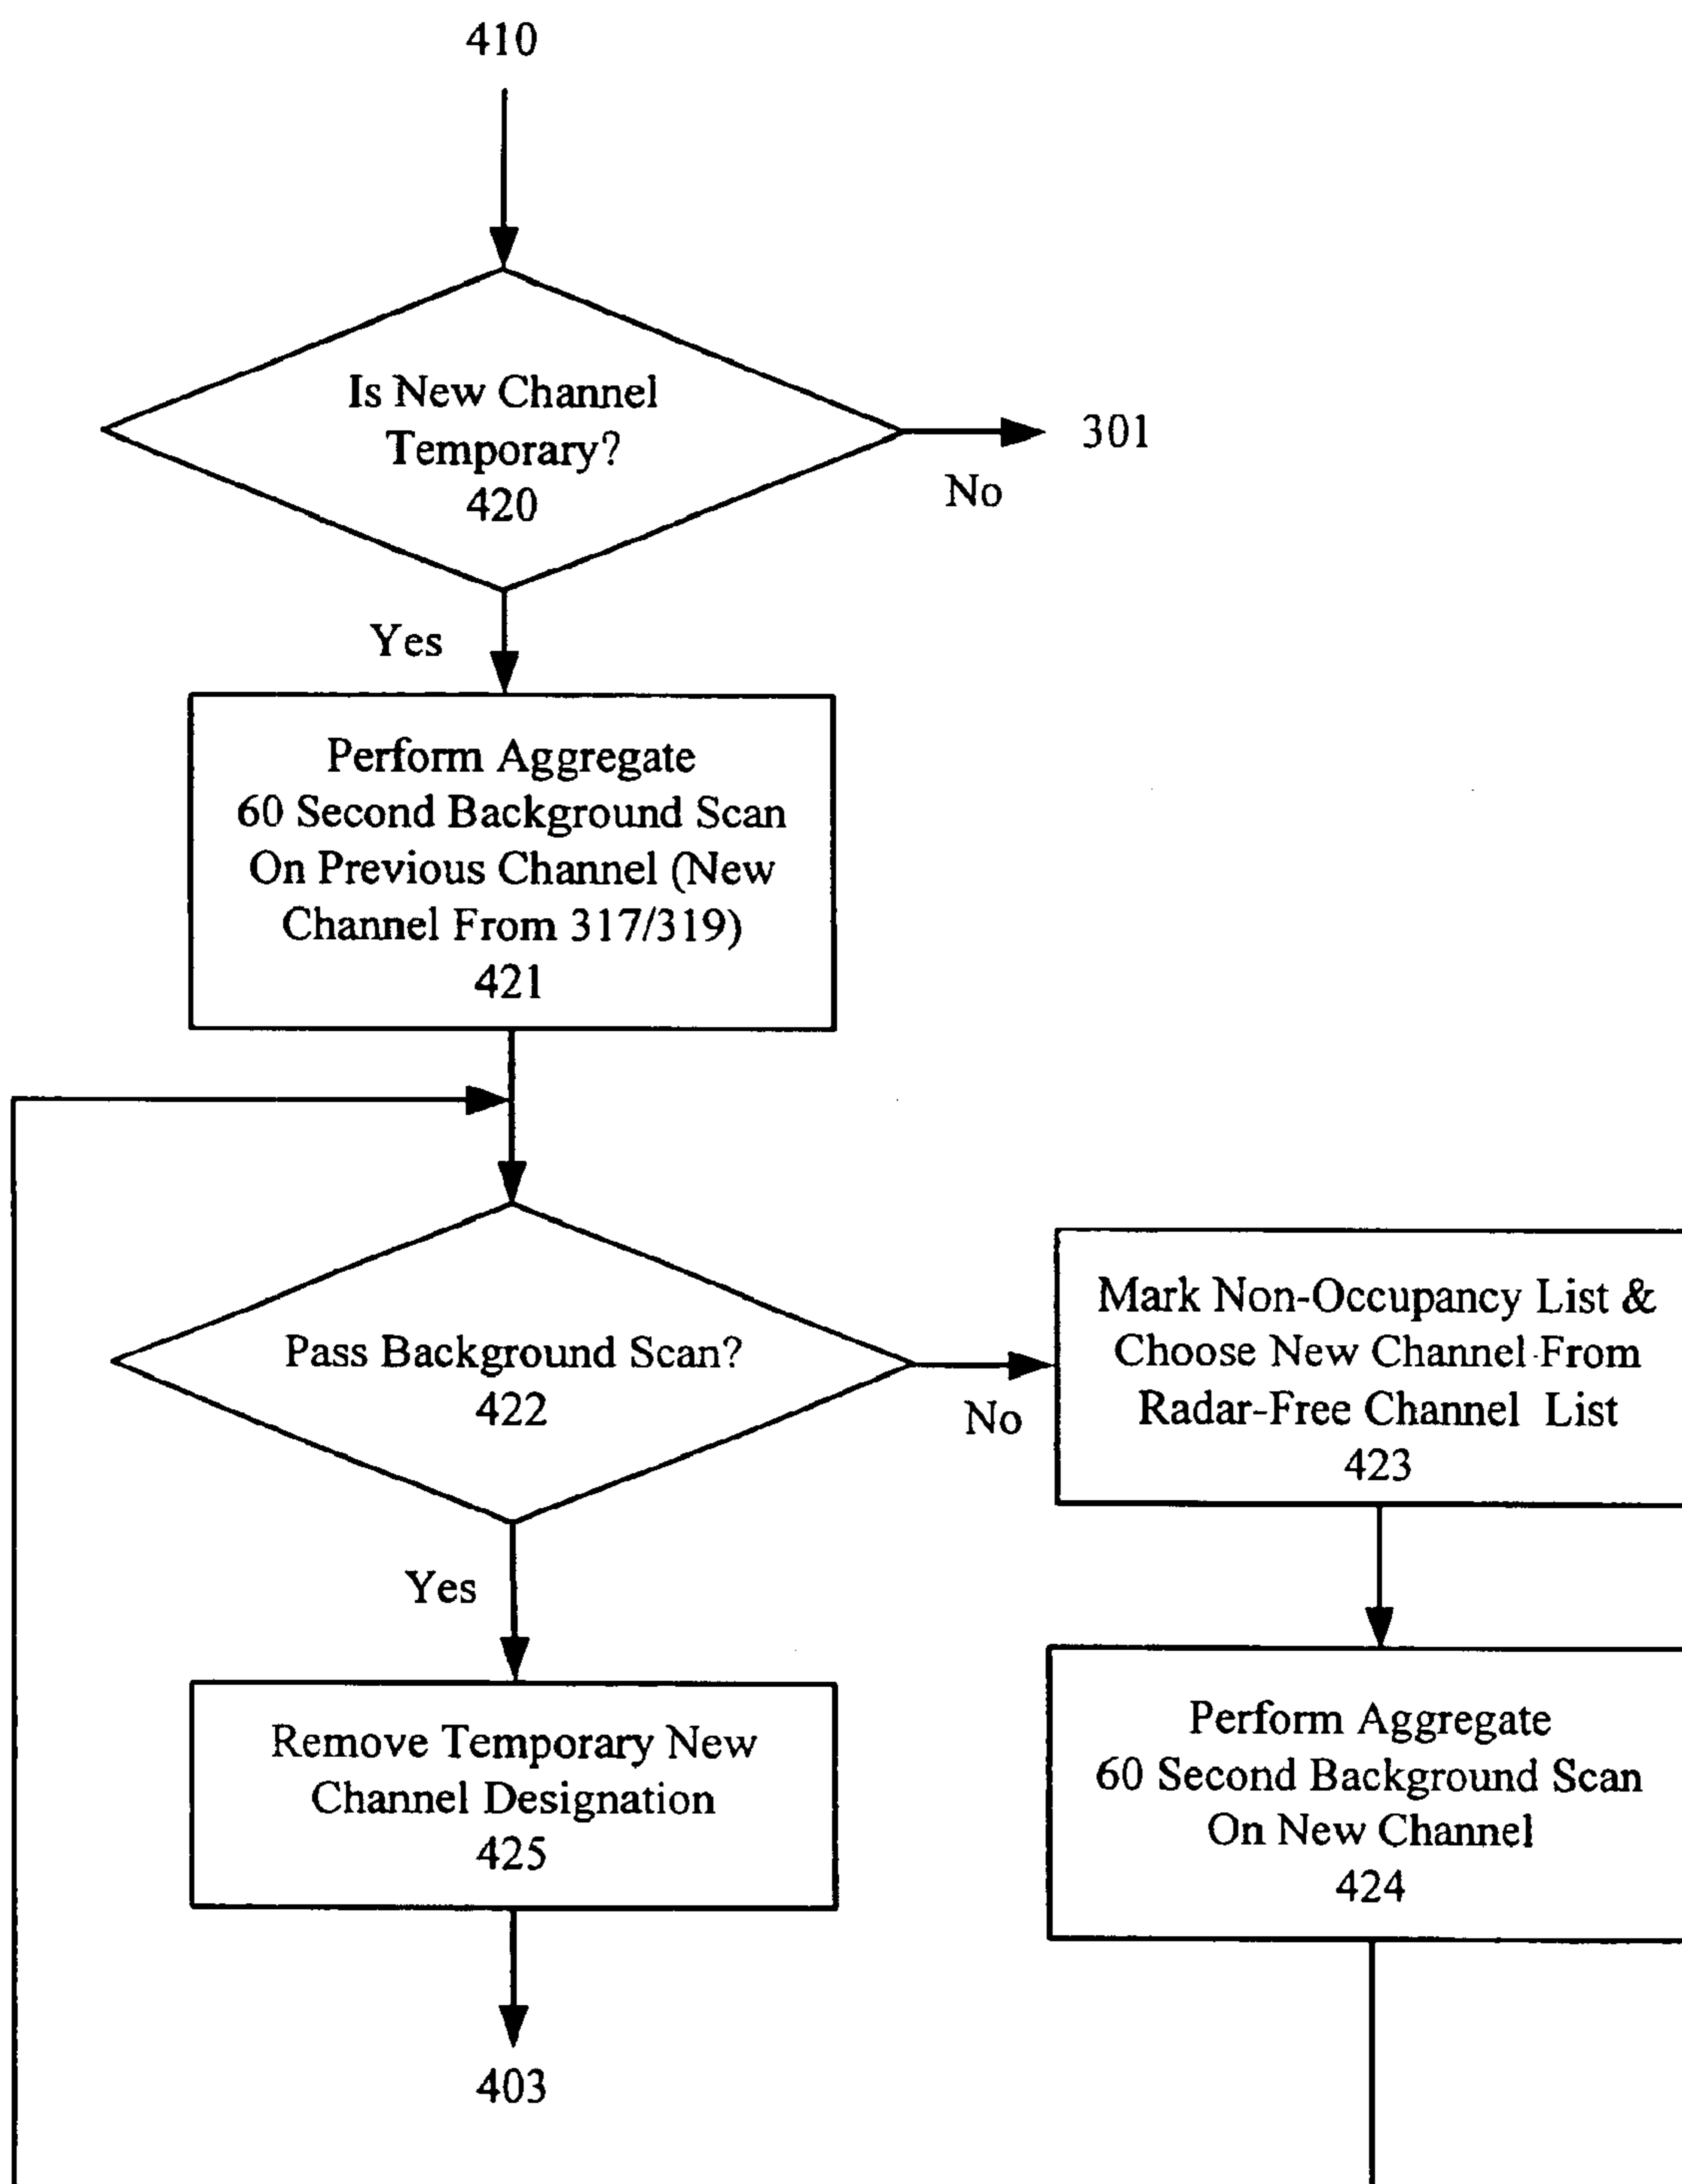 410
Is New Channel
Temporary?
420
301
No
Yes
Perform Aggregate
60 Second Background Scan
On Previous Channel (New
Channel From 317/319)
421
Pass Background Scan?
422
No
Mark Non-Occupancy List &
Choose New Channel From
Radar-Free Channel List
423
Yes
Remove Temporary New
Channel Designation
425
Perform Aggregate
60 Second Background Scan
On New Channel
424
403